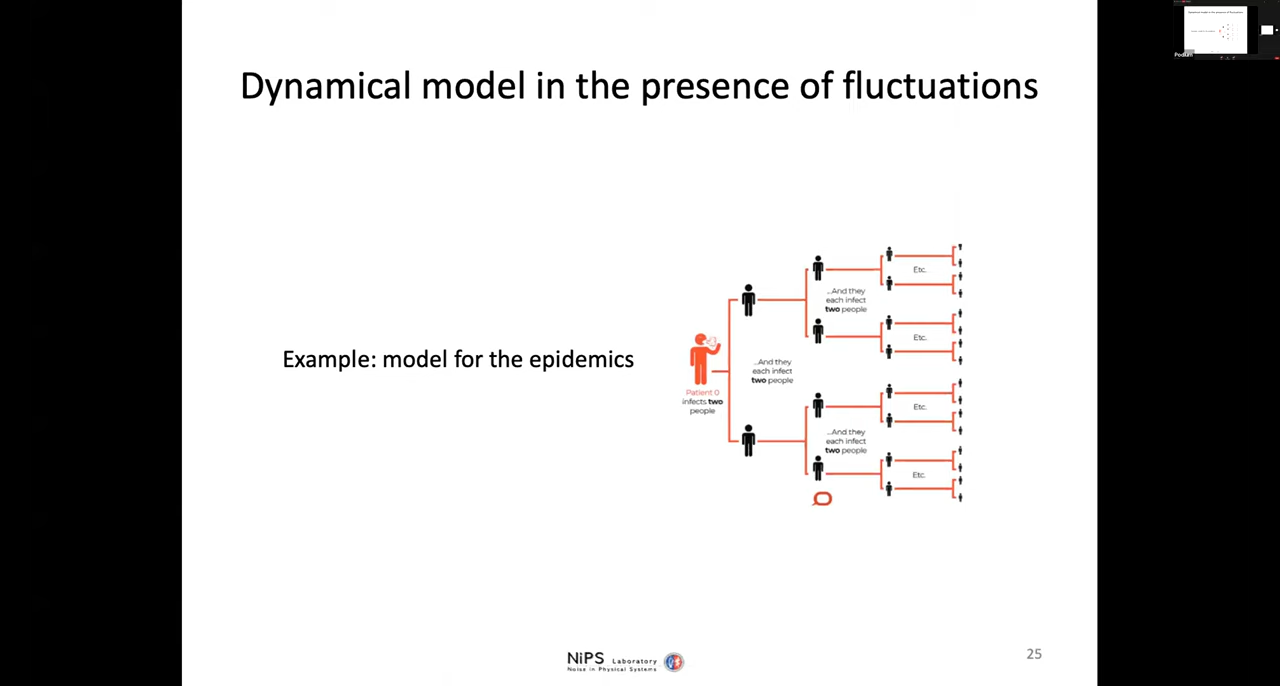 Dynamical model in the presence of fluctuations
Example: model for the epidemics
Patient 0
infects two
people
...And they
each infect
two people
...And they
each infect
two people
...And they
each infect
two people
Etc.
Etc.
Etc.
Etc.
NiPS Laboratory
Noise in Physical Systems
25
Podium